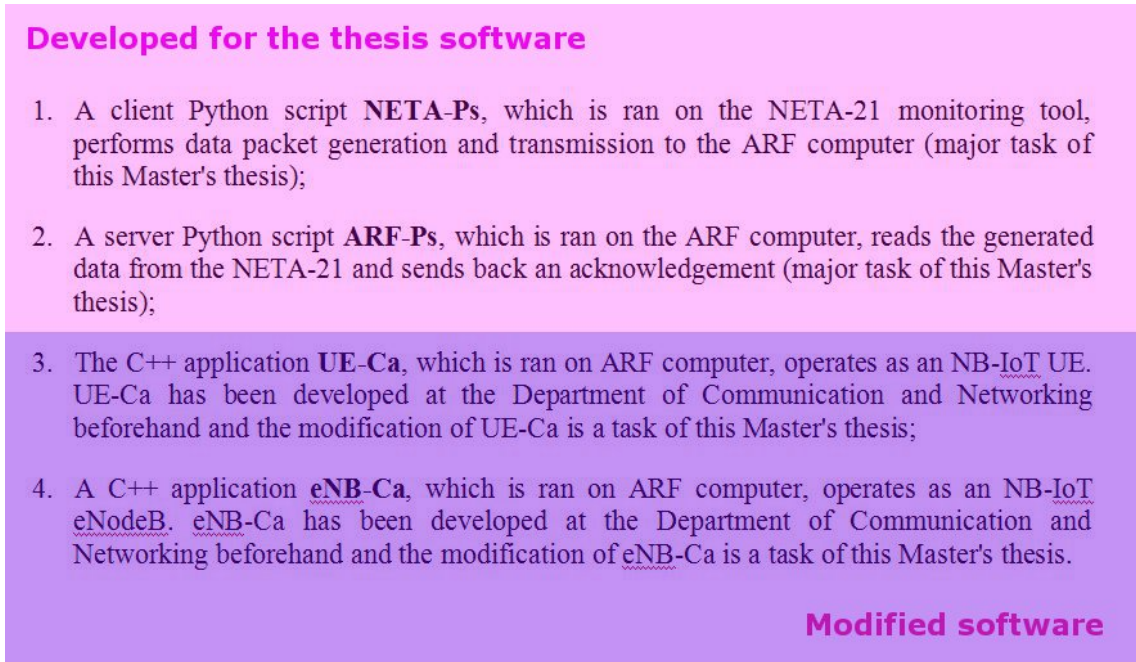 Developed for the thesis software
1. A client Python script NETA-Ps, which is ran on the NETA-21 monitoring tool,
performs data packet generation and transmission to the ARF computer (major task of
this Master's thesis);
2. A server Python script ARF-Ps, which is ran on the ARF computer, reads the generated
data from the NETA-21 and sends back an acknowledgement (major task of this Master's
thesis);
3. The C++ application UE-Ca, which is ran on ARF computer, operates as an NB-IoT UE.
UE-Ca has been developed at the Department of Communication and Networking
beforehand and the modification of UE-Ca is a task of this Master's thesis;
4. A C++ application eNB-Ca, which is ran on ARF computer, operates as an NB-IoT
eNodeB. eNB-Ca has been developed at the Department of Communication and
Networking beforehand and the modification of eNB-Ca is a task of this Master's thesis.
Modified software